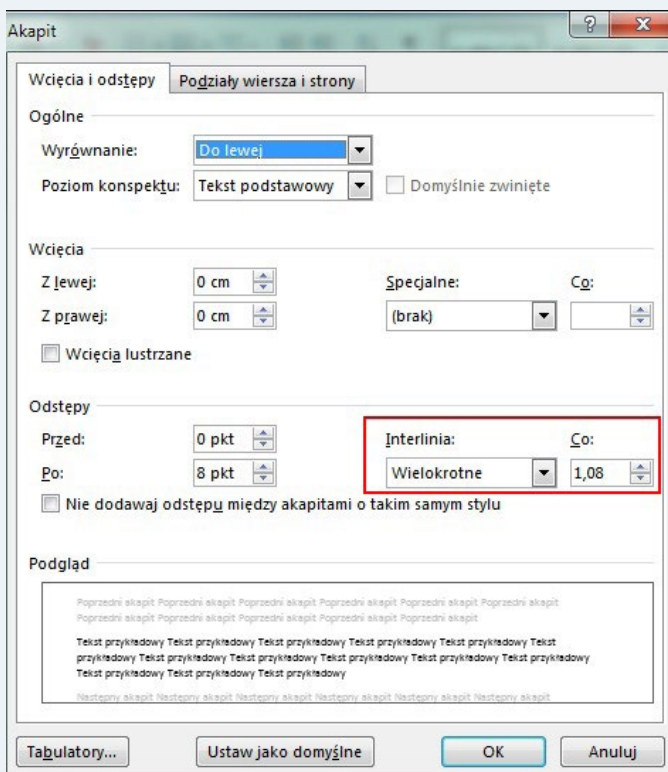 Akapit
Wcięcia i odstępy Podziały wiersza i strony
Ogólne
Wyrównanie: Do lewej
Poziom konspektu: Tekst podstawowy Domyślnie zwinięte
Wcięcia
Z lewej: 0 cm Specjalne: Co:
Z prawej: 0 cm (brak)
Wcięcia lustrzane
Odstępy
Przed: 0 pkt Interlinia: Co:
Po: 8 pkt Wielokrotne 1,08
Nie dodawaj odstępu między akapitami o takim samym stylu
Podgląd
Poprzedni akapit Poprzedni akapit Poprzedni akapit Poprzedni akapit Poprzedni akapit Poprzedni akapit
Poprzedni akapit Poprzedni akapit Poprzedni akapit Poprzedni akapit Poprzedni akapit
Tekst przykładowy Tekst przykładowy Tekst przykładowy Tekst przykładowy Tekst przykładowy Tekst
przykładowy Tekst przykładowy Tekst przykładowy Tekst przykładowy Tekst przykładowy Tekst przykładowy
Tekst przykładowy Tekst przykładowy Tekst przykładowy
Następny akapit Następny akapit Następny akapit Następny akapit Następny akapit Następny akapit
Tabulatory... Ustaw jako domyślne OK Anuluj